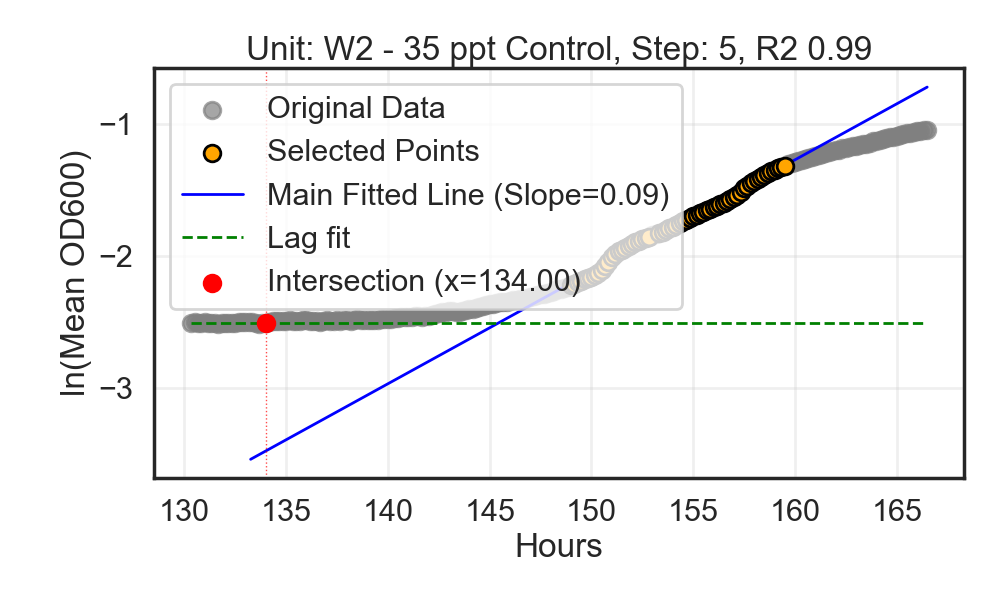 Unit: W2 - 35 ppt Control, Step: 5, R2 0.99
Original Data
Selected Points
Main Fitted Line (Slope=0.09)
Lag fit
Intersection (x=134.00)
ln(Mean OD600)
−1
−2
−3
130 135 140 145 150 155 160 165
Hours